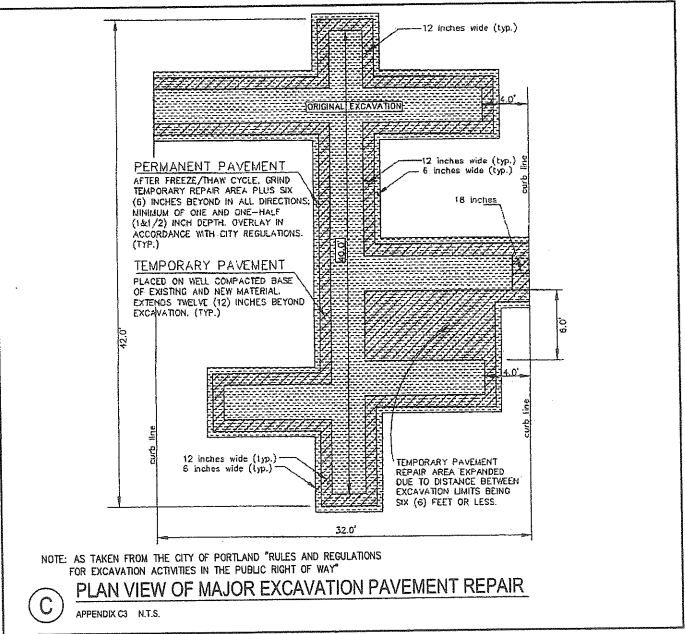 12 inches wide (typ.)
ORIGINAL EXCAVATION
4.0'
12 inches wide (typ.)
6 inches wide (typ.)
curb line
18 inches
PERMANENT PAVEMENT
AFTER FREEZE/THAW CYCLE, GRIND
TEMPORARY REPAIR AREA PLUS SIX
(6) INCHES BEYOND IN ALL DIRECTIONS;
MINIMUM OF ONE AND ONE-HALF
(1&1/2) INCH DEPTH. OVERLAY IN
ACCORDANCE WITH CITY REGULATIONS.
(TYP.)
TEMPORARY PAVEMENT
PLACED ON WELL COMPACTED BASE
OF EXISTING AND NEW MATERIAL.
EXTENDS TWELVE (12) INCHES BEYOND
EXCAVATION. (TYP.)
42.0'
6.0'
4.0'
curb line
curb line
12 inches wide (typ.)
6 inches wide (typ.)
TEMPORARY PAVEMENT
REPAIR AREA EXPANDED
DUE TO DISTANCE BETWEEN
EXCAVATION LIMITS BEING
SIX (6) FEET OR LESS.
32.0'
NOTE: AS TAKEN FROM THE CITY OF PORTLAND "RULES AND REGULATIONS
FOR EXCAVATION ACTIVITIES IN THE PUBLIC RIGHT OF WAY"
C
PLAN VIEW OF MAJOR EXCAVATION PAVEMENT REPAIR
APPENDIX C3 N.T.S.